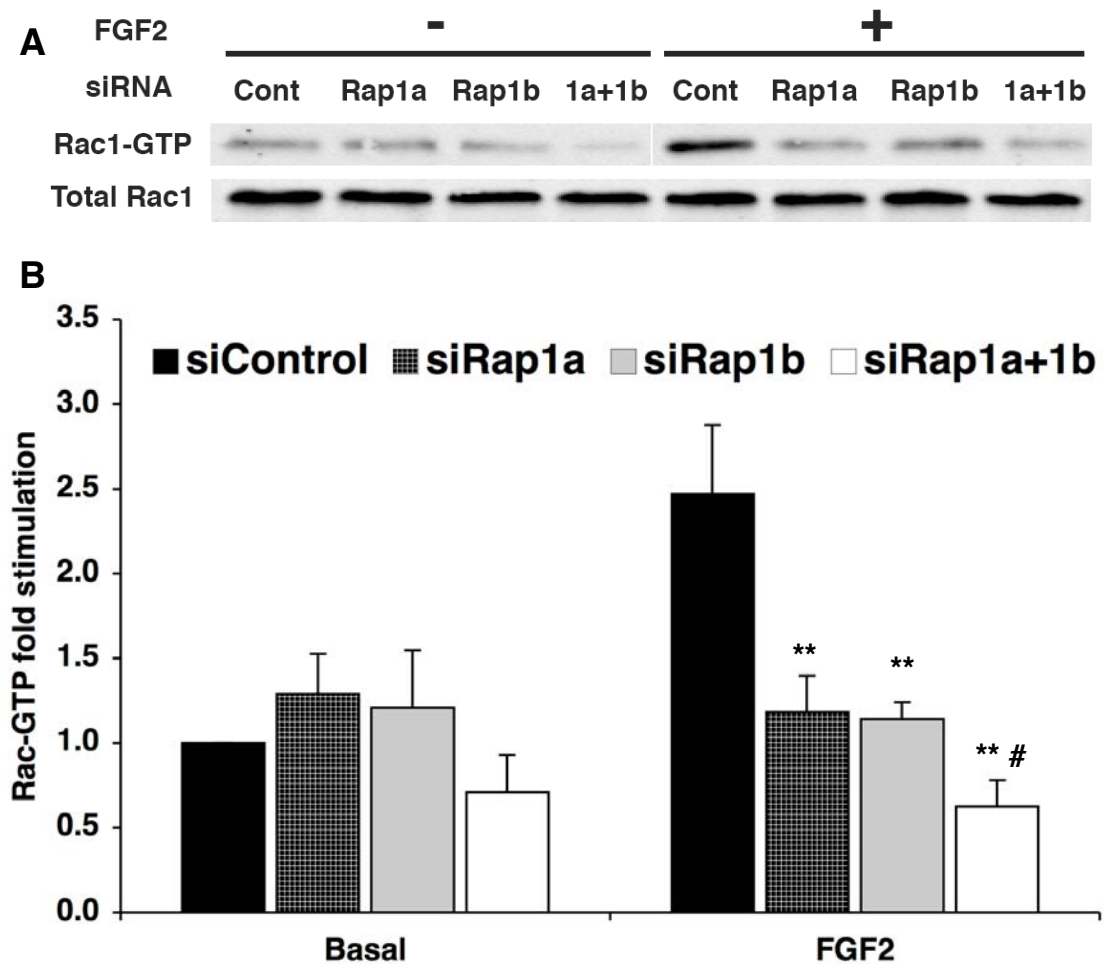 A FGF2 - +
siRNA Cont Rap1a Rap1b 1a+1b Cont Rap1a Rap1b 1a+1b
Rac1-GTP
Total Rac1
B
3.5
siControl siRap1a siRap1b siRap1a+1b
3.0
2.5
2.0
1.5
1.0
0.5
0.0
Rac-GTP fold stimulation
**
**
** #
Basal FGF2